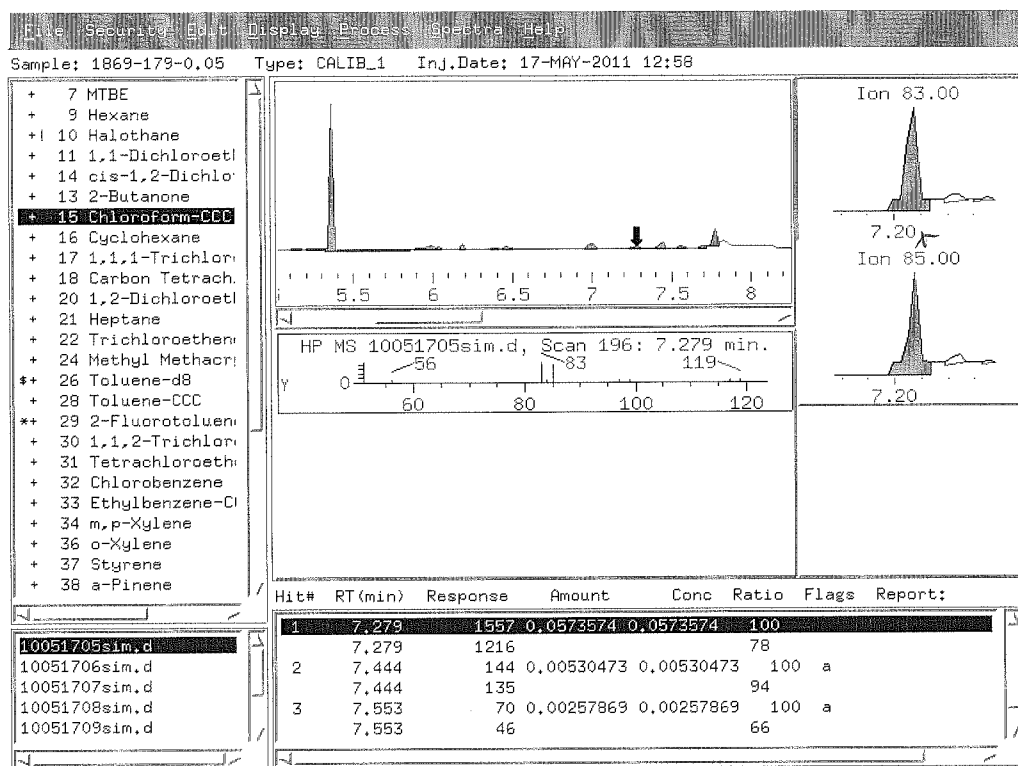 File Security Edit Display Process Spectra Help
Sample: 1869-179-0.05 Type: CALIB_1 Inj.Date: 17-MAY-2011 12:58
+ 7 MTBE
+ 9 Hexane
+! 10 Halothane
+ 11 1,1-Dichloroetl
+ 14 cis-1,2-Dichlo
+ 13 2-Butanone
+ 15 Chloroform-CCC
+ 16 Cyclohexane
+ 17 1,1,1-Trichlor
+ 18 Carbon Tetrach.
+ 20 1,2-Dichloroetl
+ 21 Heptane
+ 22 Trichloroethen
+ 24 Methyl Methacr
$+ 26 Toluene-d8
+ 28 Toluene-CCC
*+ 29 2-Fluorotoluen
+ 30 1,1,2-Trichlor
+ 31 Tetrachloroeth
+ 32 Chlorobenzene
+ 33 Ethylbenzene-C
+ 34 m,p-Xylene
+ 36 o-Xylene
+ 37 Styrene
+ 38 a-Pinene
10051705sim.d
10051706sim.d
10051707sim.d
10051708sim.d
10051709sim.d
5.5 6 6.5 7 7.5 8
HP MS 10051705sim.d, Scan 196: 7.279 min.
56 83 119
Y 0
60 80 100 120
Ion 83.00
7.20
Ion 85.00
7.20
Hit# RT(min) Response Amount Conc Ratio Flags Report:
1 7.279 1557 0.0573574 0.0573574 100
7.279 1216 78
2 7.444 144 0.00530473 0.00530473 100 a
7.444 135 94
3 7.553 70 0.00257869 0.00257869 100 a
7.553 46 66